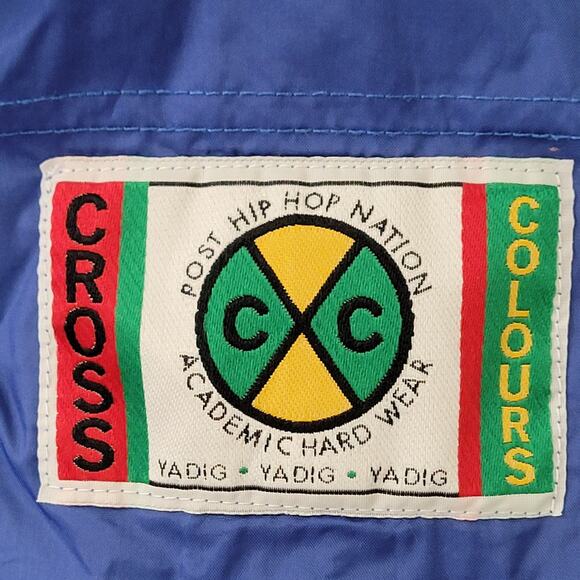 CROSS
POST HIP HOP NATION
C C
ACADEMIC HARD WEAR
YADIG • YADIG • YADIG
COLOURS